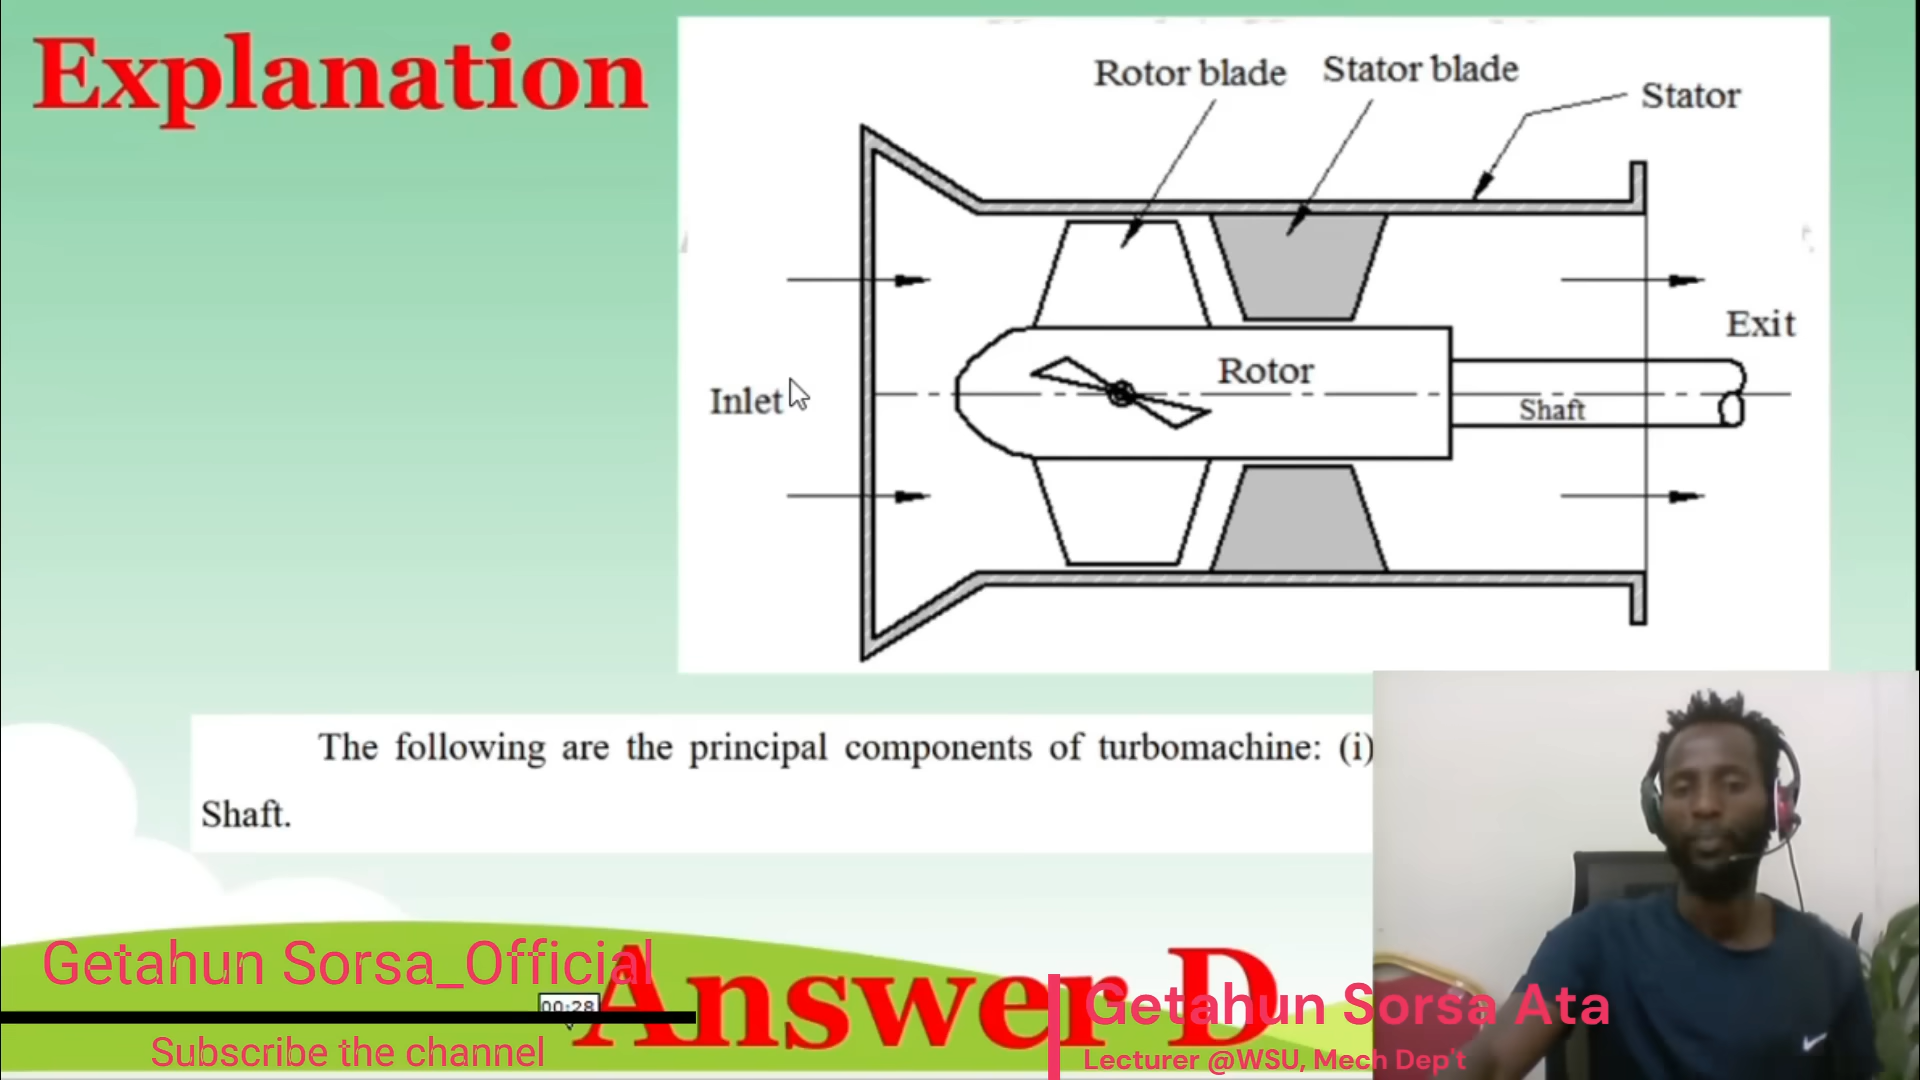 Explanation
Rotor blade
Stator blade
Stator
Exit
Rotor
Inlet
Shaft
The following are the principal components of turbomachine: (i)
Shaft.
Getahun Sorsa_Official
00:28
Answer D
Getahun Sorsa Ata
Subscribe the channel
Lecturer @WSU, Mech Dep't